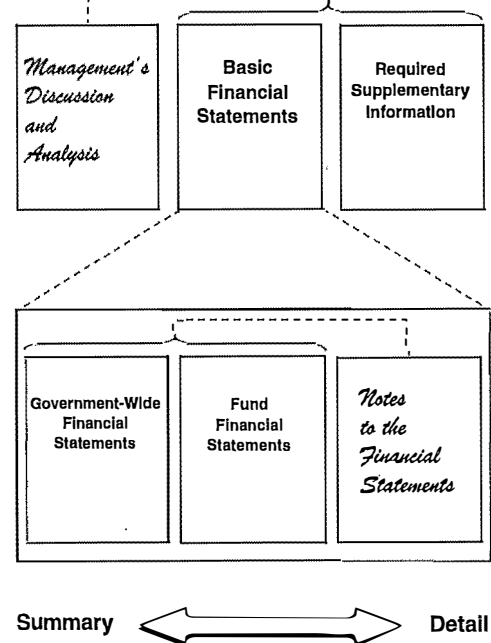 Management's
Discussion
and
Analysis
Basic
Financial
Statements
Required
Supplementary
Information
Government-Wide
Financial
Statements
Fund
Financial
Statements
Notes
to the
Financial
Statements
Summary
Detail